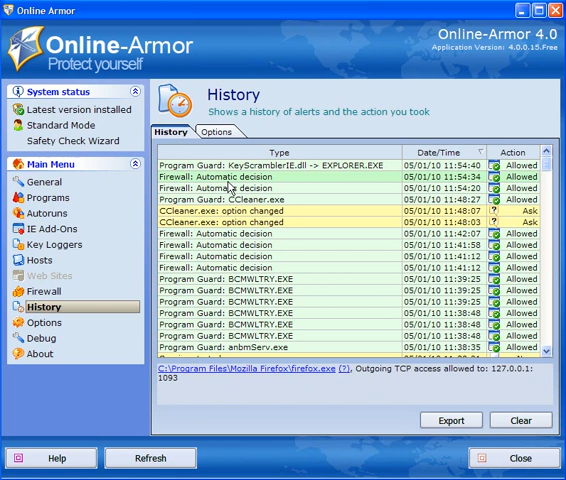 Online Armor
Online-Armor
Protect yourself
Online-Armor 4.0
Application Version: 4.0.0.15.Free
System status
Latest version installed
Standard Mode
Safety Check Wizard
Main Menu
General
Programs
Autoruns
IE Add-Ons
Key Loggers
Hosts
Web Sites
Firewall
History
Options
Debug
About
History
Shows a history of alerts and the action you took
History Options
Type Date/Time Action
Program Guard: KeyScramblerIE.dll -> EXPLORER.EXE 05/01/10 11:54:40 Allowed
Firewall: Automatic decision 05/01/10 11:54:34 Allowed
Firewall: Automatic decision 05/01/10 11:54:20 Allowed
Program Guard: CCleaner.exe 05/01/10 11:48:27 Allowed
CCleaner.exe: option changed 05/01/10 11:48:07 ? Ask
CCleaner.exe: option changed 05/01/10 11:48:03 ? Ask
Firewall: Automatic decision 05/01/10 11:42:07 Allowed
Firewall: Automatic decision 05/01/10 11:41:58 Allowed
Firewall: Automatic decision 05/01/10 11:41:12 Allowed
Firewall: Automatic decision 05/01/10 11:41:12 Allowed
Program Guard: BCMWLTRY.EXE 05/01/10 11:39:25 Allowed
Program Guard: BCMWLTRY.EXE 05/01/10 11:39:25 Allowed
Program Guard: BCMWLTRY.EXE 05/01/10 11:39:25 Allowed
Program Guard: BCMWLTRY.EXE 05/01/10 11:38:48 Allowed
Program Guard: BCMWLTRY.EXE 05/01/10 11:38:48 Allowed
Program Guard: BCMWLTRY.EXE 05/01/10 11:38:48 Allowed
Program Guard: anbmServ.exe 05/01/10 11:38:35 Allowed
C:\Program Files\Mozilla Firefox\firefox.exe (?), Outgoing TCP access allowed to: 127.0.0.1:
1093
Export Clear
Help Refresh Close